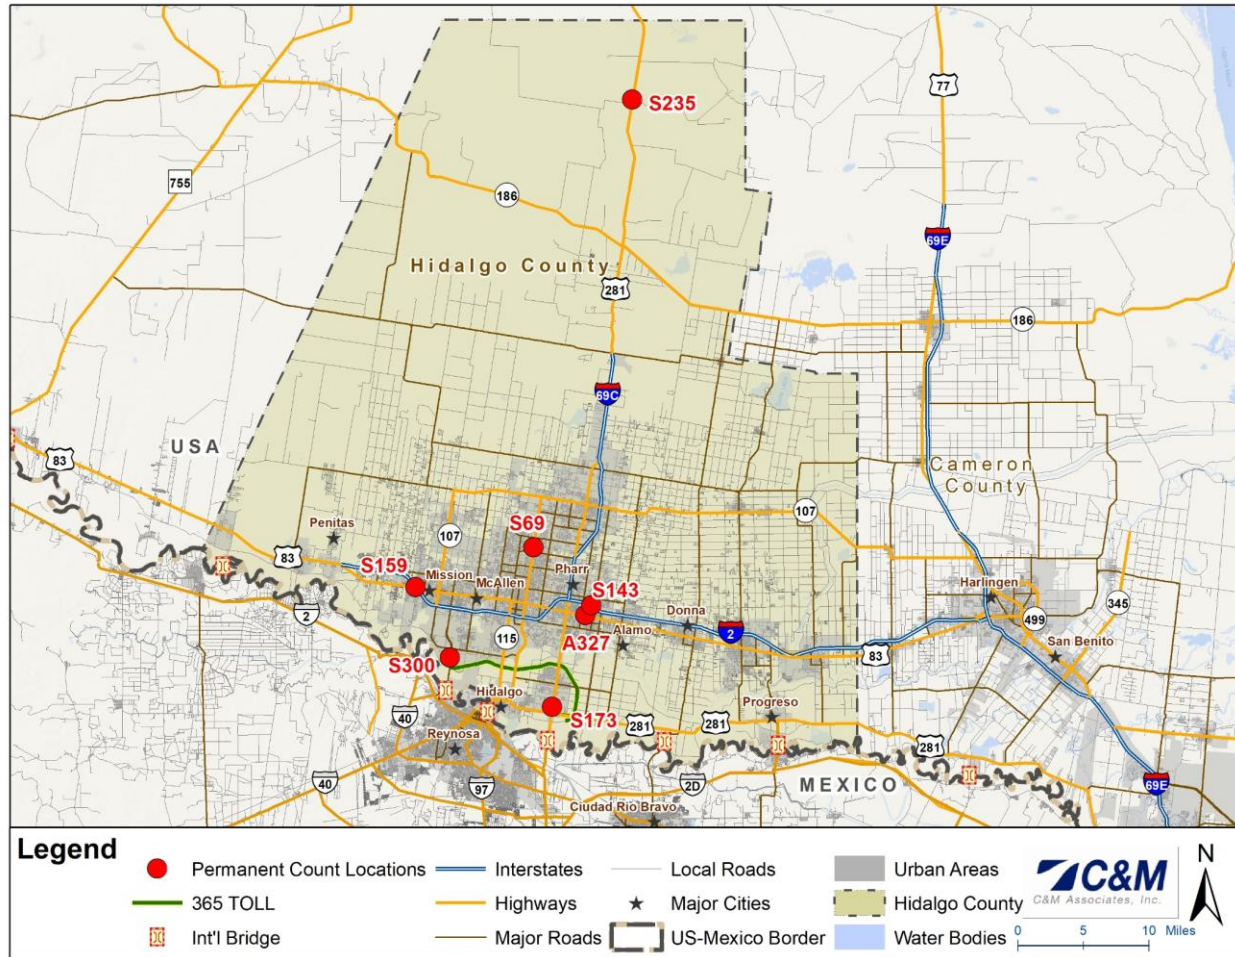 S235
77
755
186
69E
Hidalgo County
281
186
69C
USA
83
Cameron
County
107
Penitas
107
S69
83
S159
Mission
McAllen
Pharr
S143
Harlingen
345
499
Donna
2
2
A327
Alamo
115
San Benito
83
S300
Hidalgo
Progreso
40
S173
281
281
Reynosa
281
MEXICO
40
97
2D
69E
Ciudad Rio Bravo
Legend
Permanent Count Locations
Interstates
Local Roads
Urban Areas
365 TOLL
Highways
Major Cities
Hidalgo County
Int'l Bridge
Major Roads
US-Mexico Border
Water Bodies
C&M
C&M Associates, Inc.
N
0 5 10 Miles